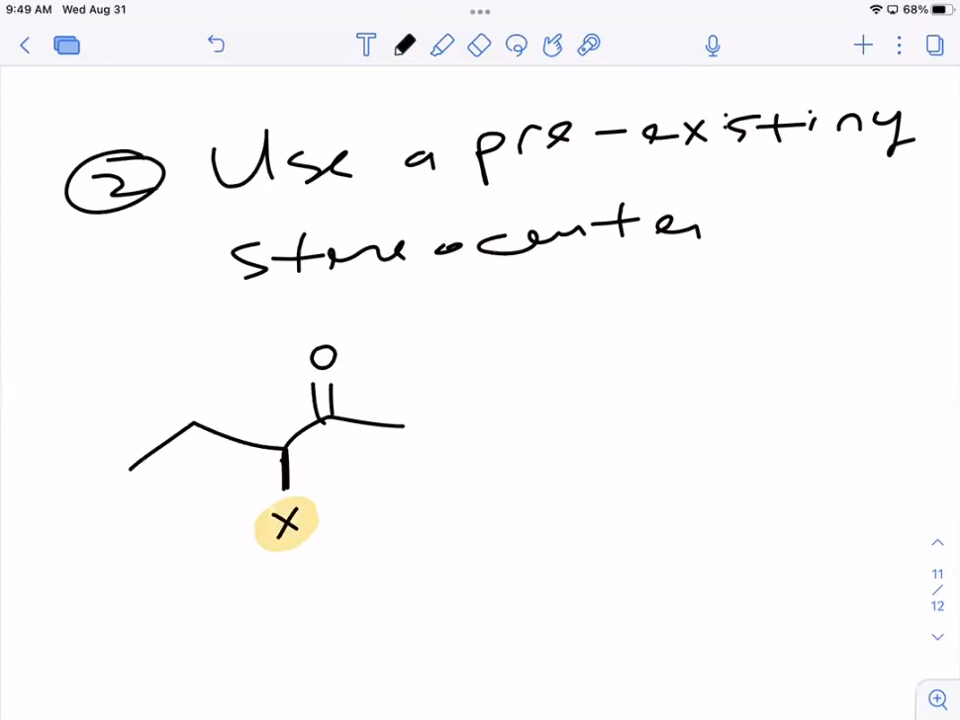 9:49 AM Wed Aug 31
68%
T
2 Use a pre-existing
stereocenter
O
X
11
/
12